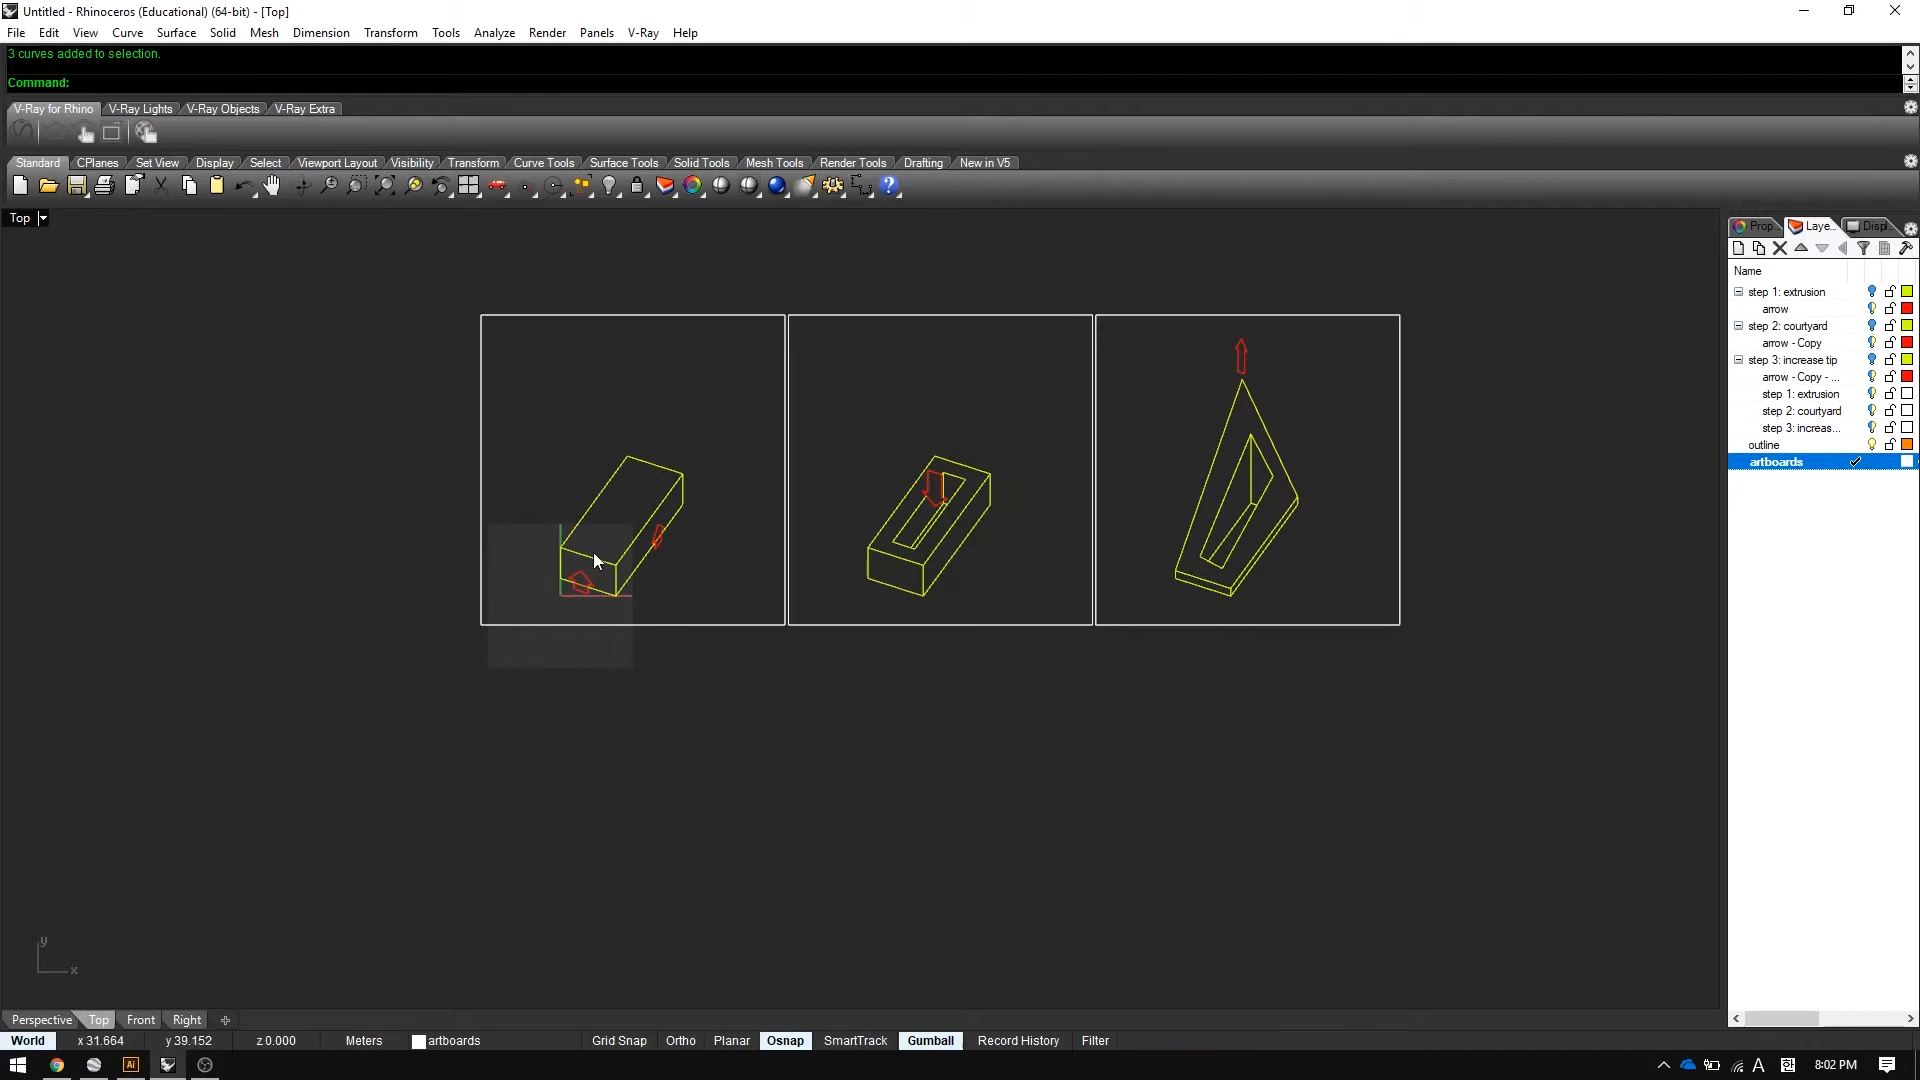 Untitled - Rhinoceros (Educational) (64-bit) - [Top]
File Edit View Curve Surface Solid Mesh Dimension Transform Tools Analyze Render Panels V-Ray Help
3 curves added to selection.
Command:
V-Ray for Rhino V-Ray Lights V-Ray Objects V-Ray Extra
Standard CPlanes Set View Display Select Viewport Layout Visibility Transform Curve Tools Surface Tools Solid Tools Mesh Tools Render Tools Drafting New in V5
Top
Prop... Laye... Displ
Name
step 1: extrusion
arrow
step 2: courtyard
arrow - Copy
step 3: increase tip
arrow - Copy - ...
step 1: extrusion
step 2: courtyard
step 3: increas...
outline
artboards
y
x
Perspective Top Front Right
World x 31.664 y 39.152 z 0.000 Meters artboards Grid Snap Ortho Planar Osnap SmartTrack Gumball Record History Filter
Ai A 한 8:02 PM